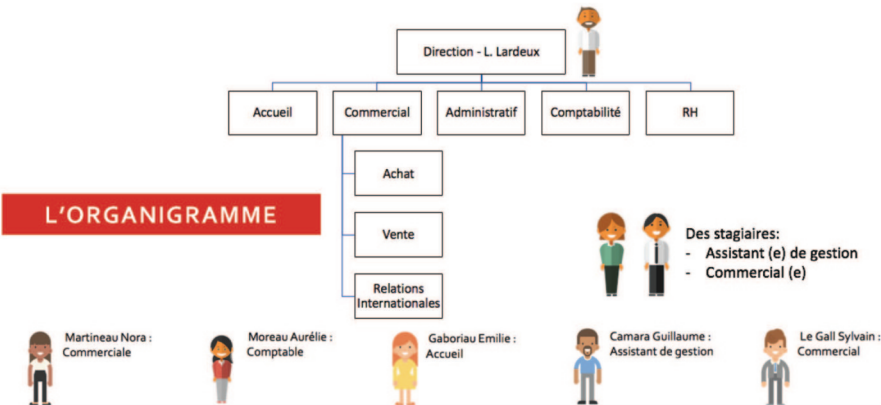 Direction - L. Lardeux
Accueil
Commercial
Administratif
Comptabilité
RH
Achat
L'ORGANIGRAMME
Vente
Des stagiaires:
- Assistant (e) de gestion
- Commercial (e)
Relations
Internationales
Martineau Nora :
Commerciale
Moreau Aurélie :
Comptable
Gaboriau Emilie :
Accueil
Camara Guillaume :
Assistant de gestion
Le Gall Sylvain :
Commercial